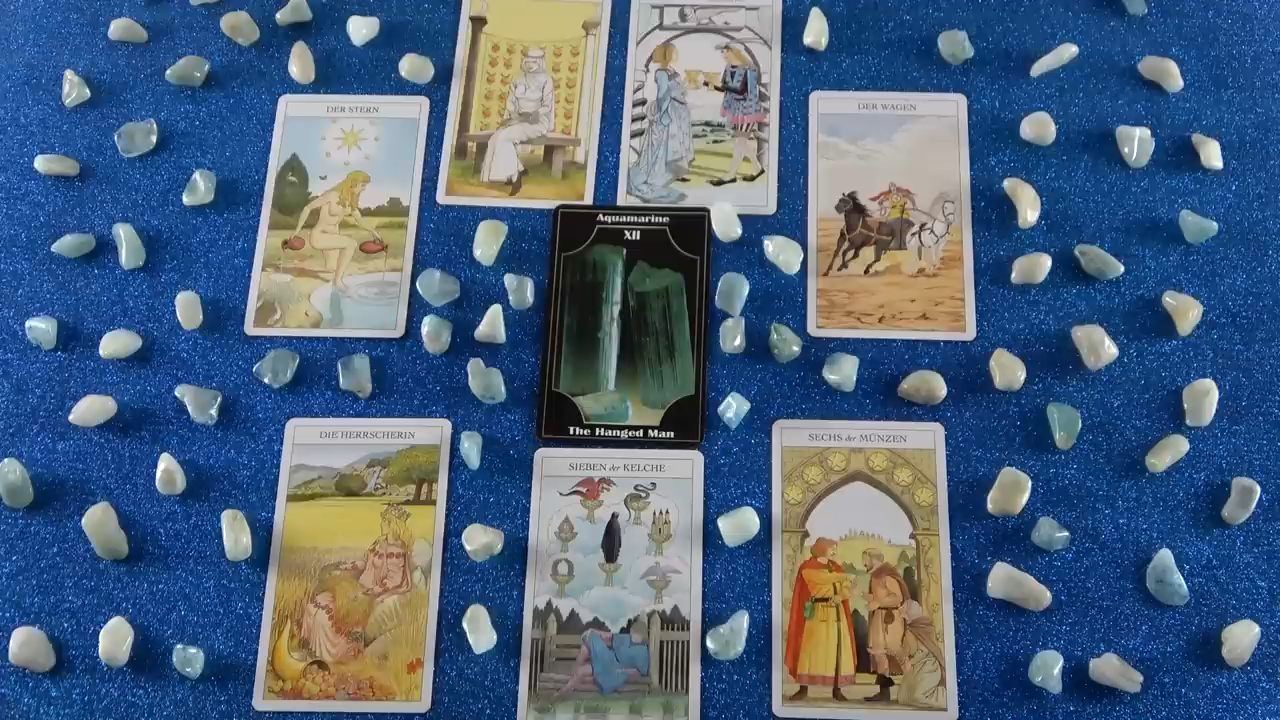 DER STERN
DER WAGEN
Aquamarine
XII
The Hanged Man
DIE HERRSCHERIN
SIEBEN der KELCHE
SECHS der MÜNZEN